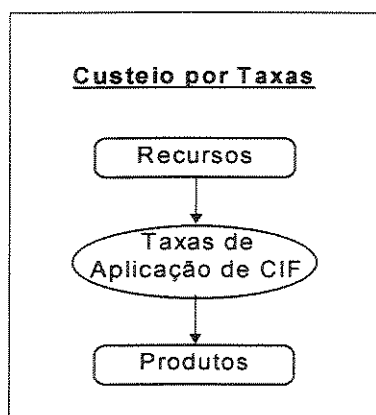 Custeio por Taxas
Recursos
Taxas de
Aplicação de CIF
Produtos